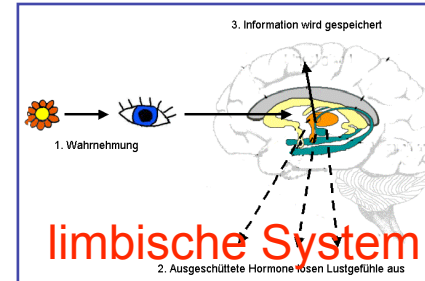 3. Information wird gespeichert
1. Wahrnehmung
limbische System
2. Ausgeschüttete Hormone lösen Lustgefühle aus